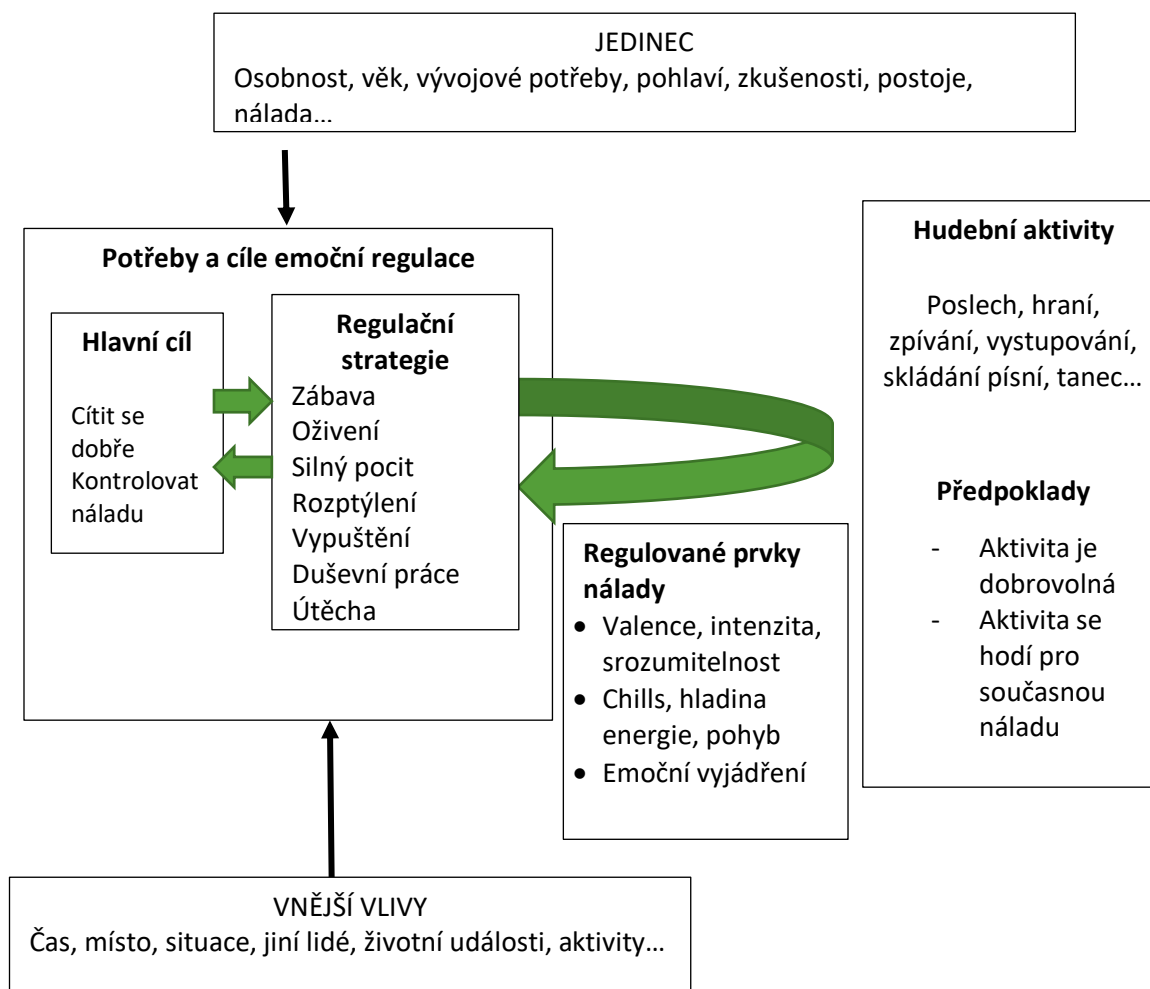 JEDINEC
Osobnost, věk, vývojové potřeby, pohlaví, zkušenosti, postoje,
nálada…
Potřeby a cíle emoční regulace
Hlavní cíl
Cítit se
dobře
Kontrolovat
náladu
Regulační
strategie
Zábava
Oživení
Silný pocit
Rozptýlení
Vypuštění
Duševní práce
Útěcha
Hudební aktivity
Poslech, hraní,
zpívání, vystupování,
skládání písní, tanec…
Předpoklady
- Aktivita je
dobrovolná
- Aktivita se
hodí pro
současnou
náladu
Regulované prvky
nálady
• Valence, intenzita,
srozumitelnost
• Chills, hladina
energie, pohyb
• Emoční vyjádření
VNĚJŠÍ VLIVY
Čas, místo, situace, jiní lidé, životní události, aktivity…